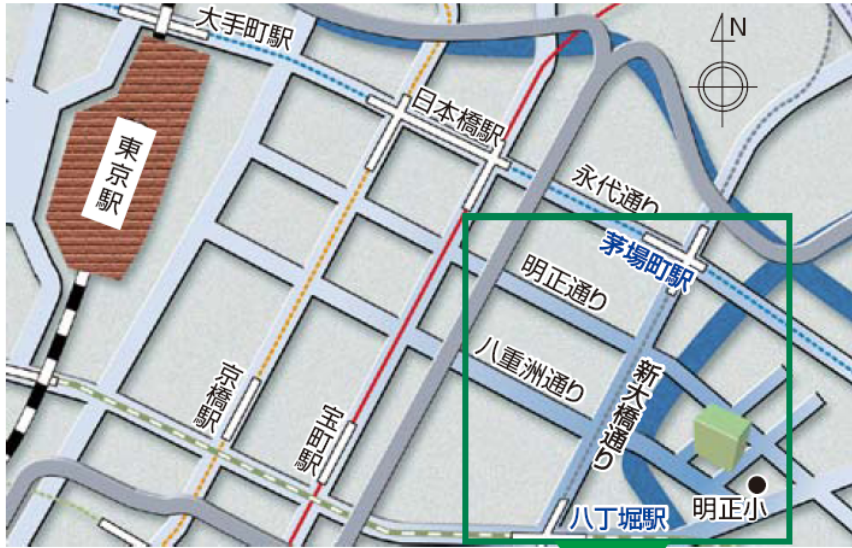 大手町駅
N
日本橋駅
東京駅
永代通り
茅場町駅
明正通り
八重洲通り
新大橋通り
京橋駅
宝町駅
八丁堀駅
明正小